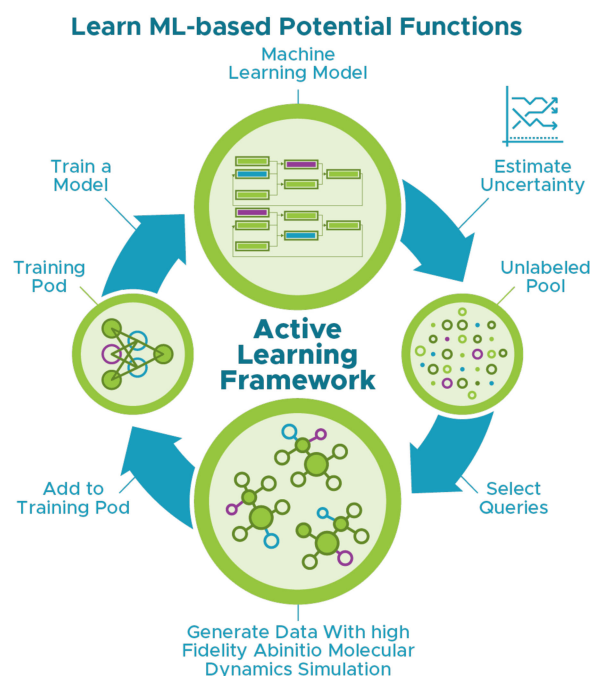 Learn ML-based Potential Functions
Machine
Learning Model
Train a
Model
Estimate
Uncertainty
Training
Pod
Unlabeled
Pool
Active
Learning
Framework
Add to
Training Pod
Select
Queries
Generate Data With high
Fidelity Abinitio Molecular
Dynamics Simulation